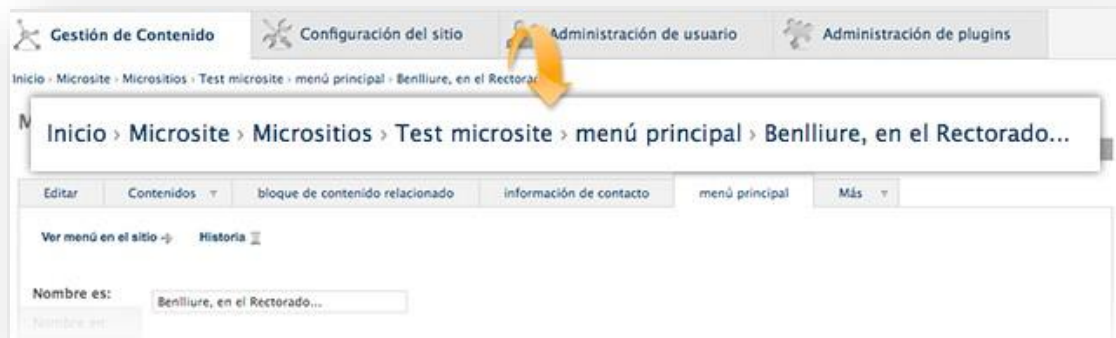 Gestión de Contenido Configuración del sitio Administración de usuario Administración de plugins
Inicio › Microsite › Micrositios › Test microsite › menú principal › Benlliure, en el Rectorado
M
Inicio › Microsite › Micrositios › Test microsite › menú principal › Benlliure, en el Rectorado...
Editar Contenidos bloque de contenido relacionado información de contacto menú principal Más
Ver menú en el sitio Historia
Nombre es: Benlliure, en el Rectorado...
Nombre en: